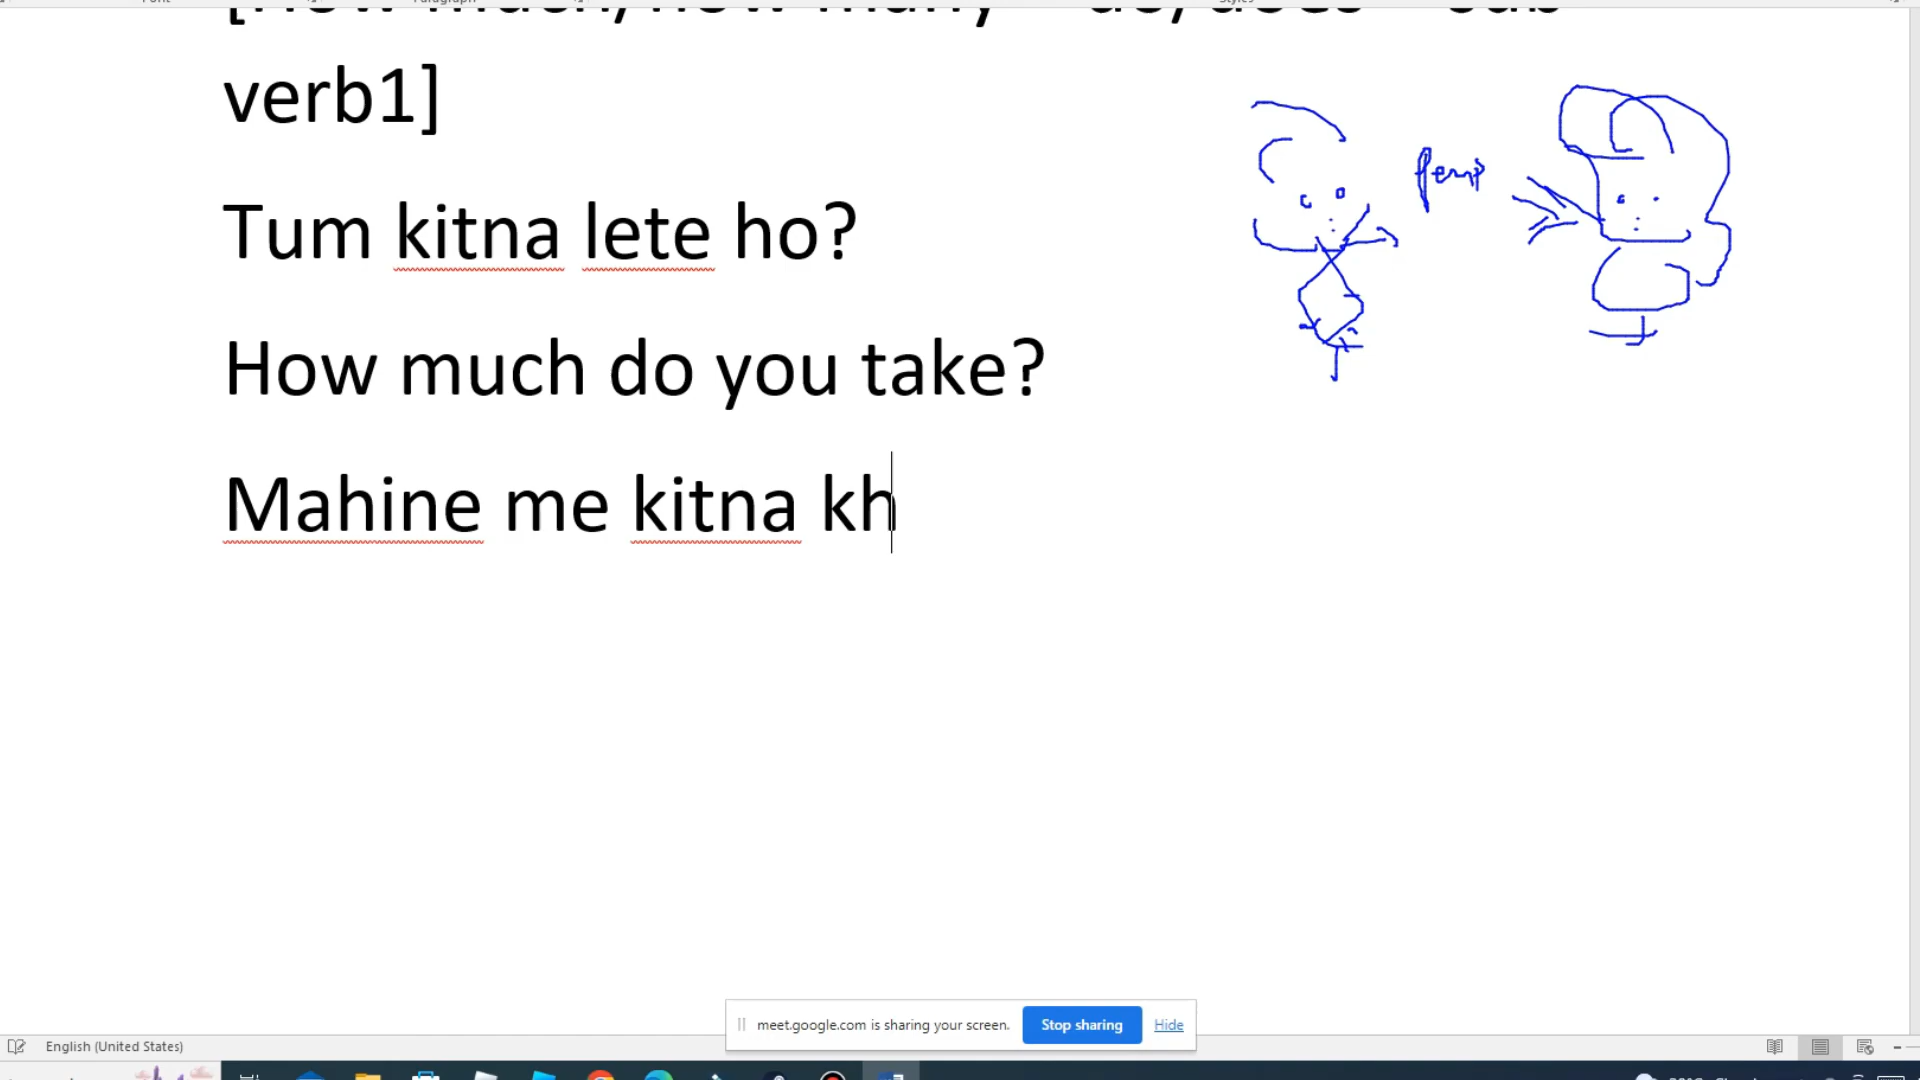 verb1]
Tum kitna lete ho?
How much do you take?
Mahine me kitna kh
meet.google.com is sharing your screen. Stop sharing Hide
English (United States)